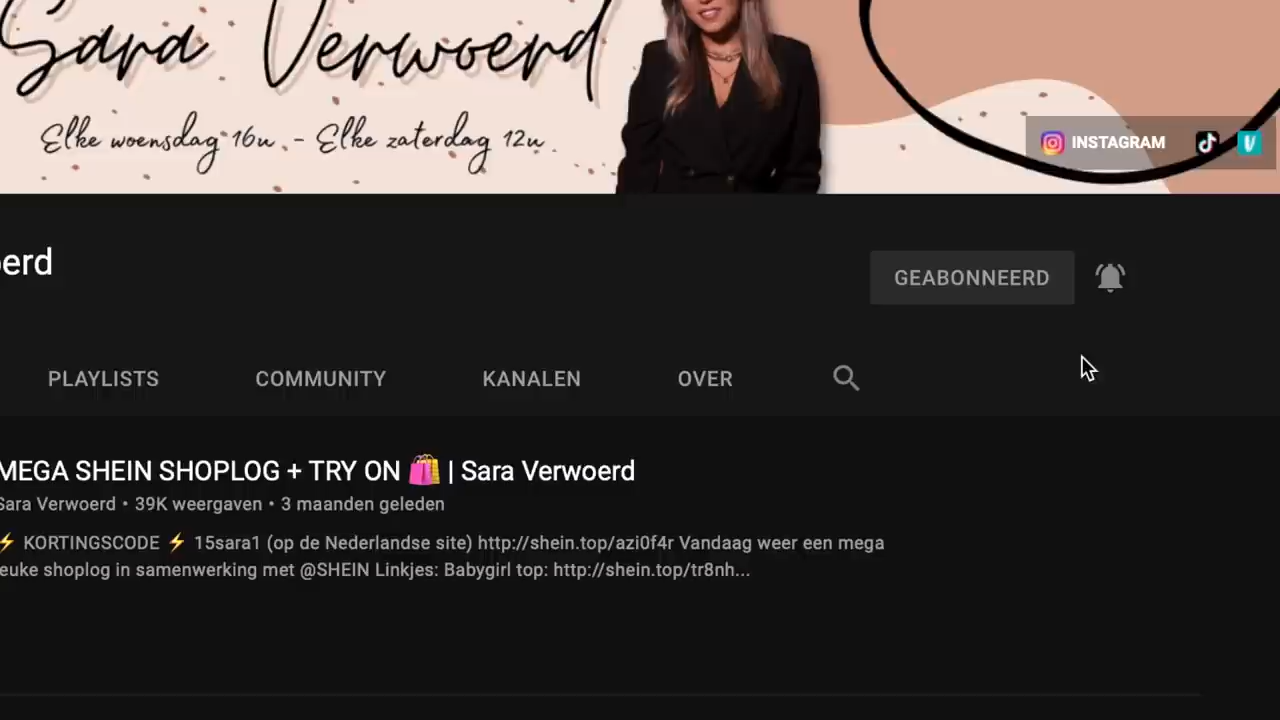 Sara Verwoerd
Elke woensdag 16u. - Elke zaterdag 12u.
INSTAGRAM
erd
GEABONNEERD
PLAYLISTS
COMMUNITY
KANALEN
OVER
MEGA SHEIN SHOPLOG + TRY ON 🛍️ | Sara Verwoerd
Sara Verwoerd • 39K weergaven • 3 maanden geleden
⚡ KORTINGSCODE ⚡ 15sara1 (op de Nederlandse site) http://shein.top/azi0f4r Vandaag weer een mega
euke shoplog in samenwerking met @SHEIN Linkjes: Babygirl top: http://shein.top/tr8nh...